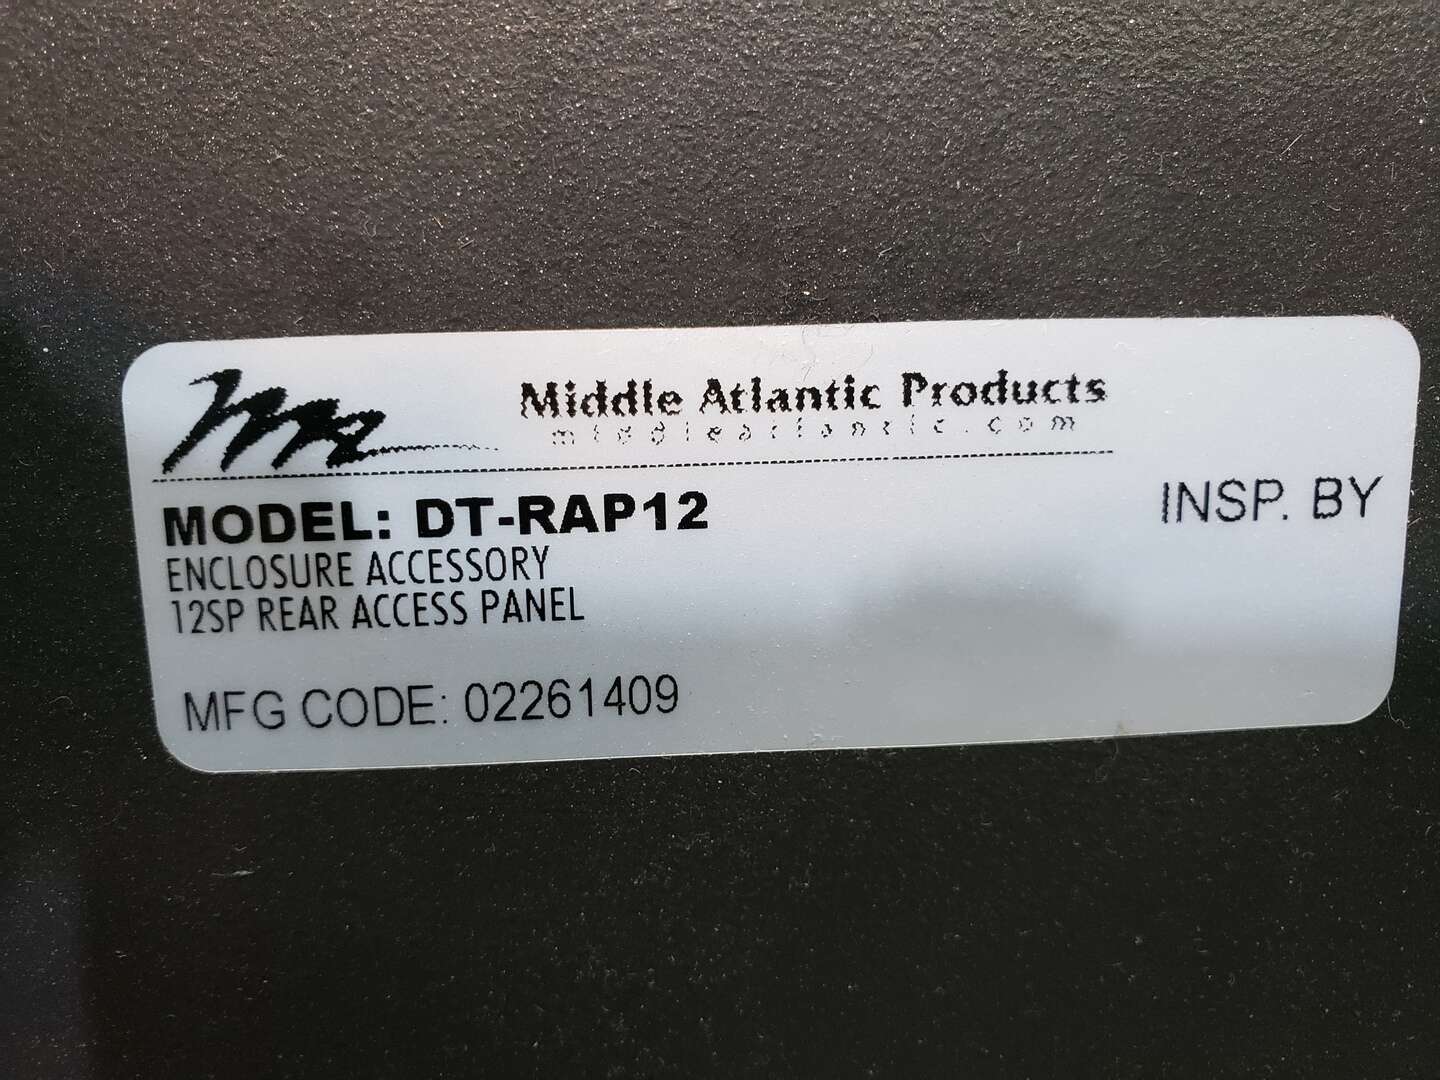 Middle Atlantic Products
middleatlantic.com
MODEL: DT-RAP12
ENCLOSURE ACCESSORY
12SP REAR ACCESS PANEL
INSP. BY
MFG CODE: 02261409